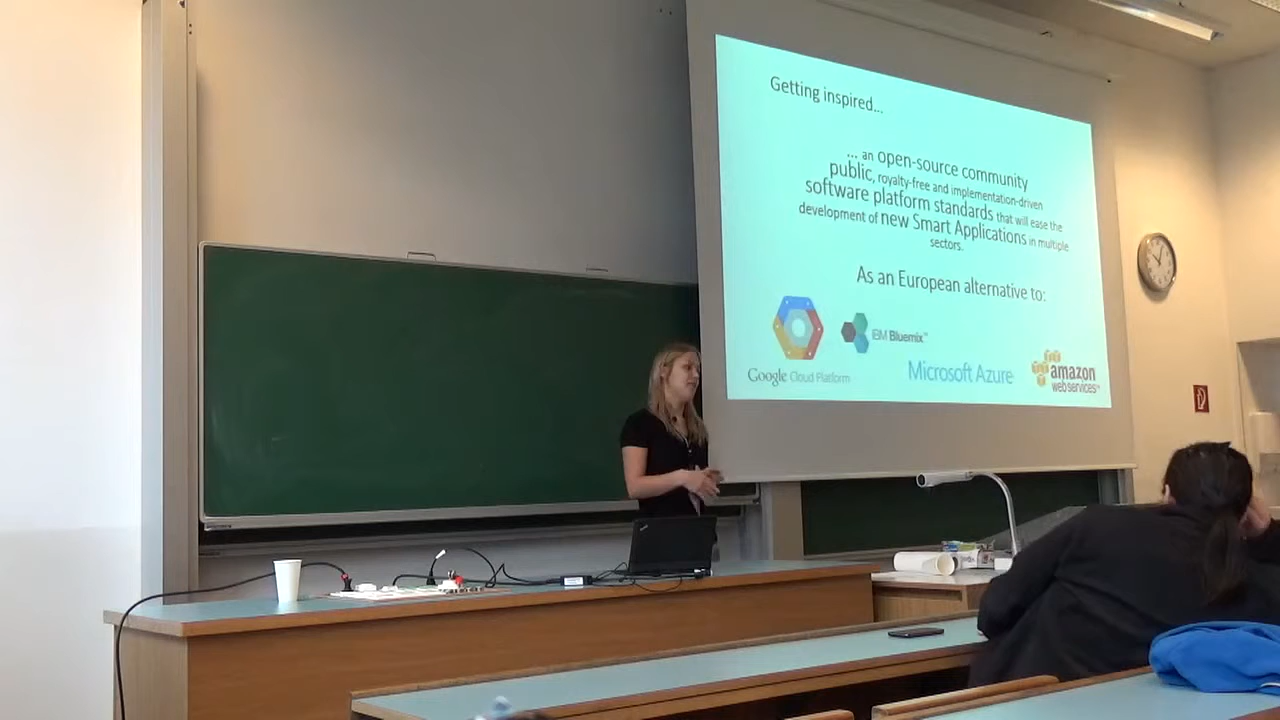 Getting inspired...
... an open-source community
public, royalty-free and implementation-driven
software platform standards that will ease the
development of new Smart Applications in multiple
sectors.
As an European alternative to:
IBM Bluemix™
Google Cloud Platform
Microsoft Azure
amazon
web services™